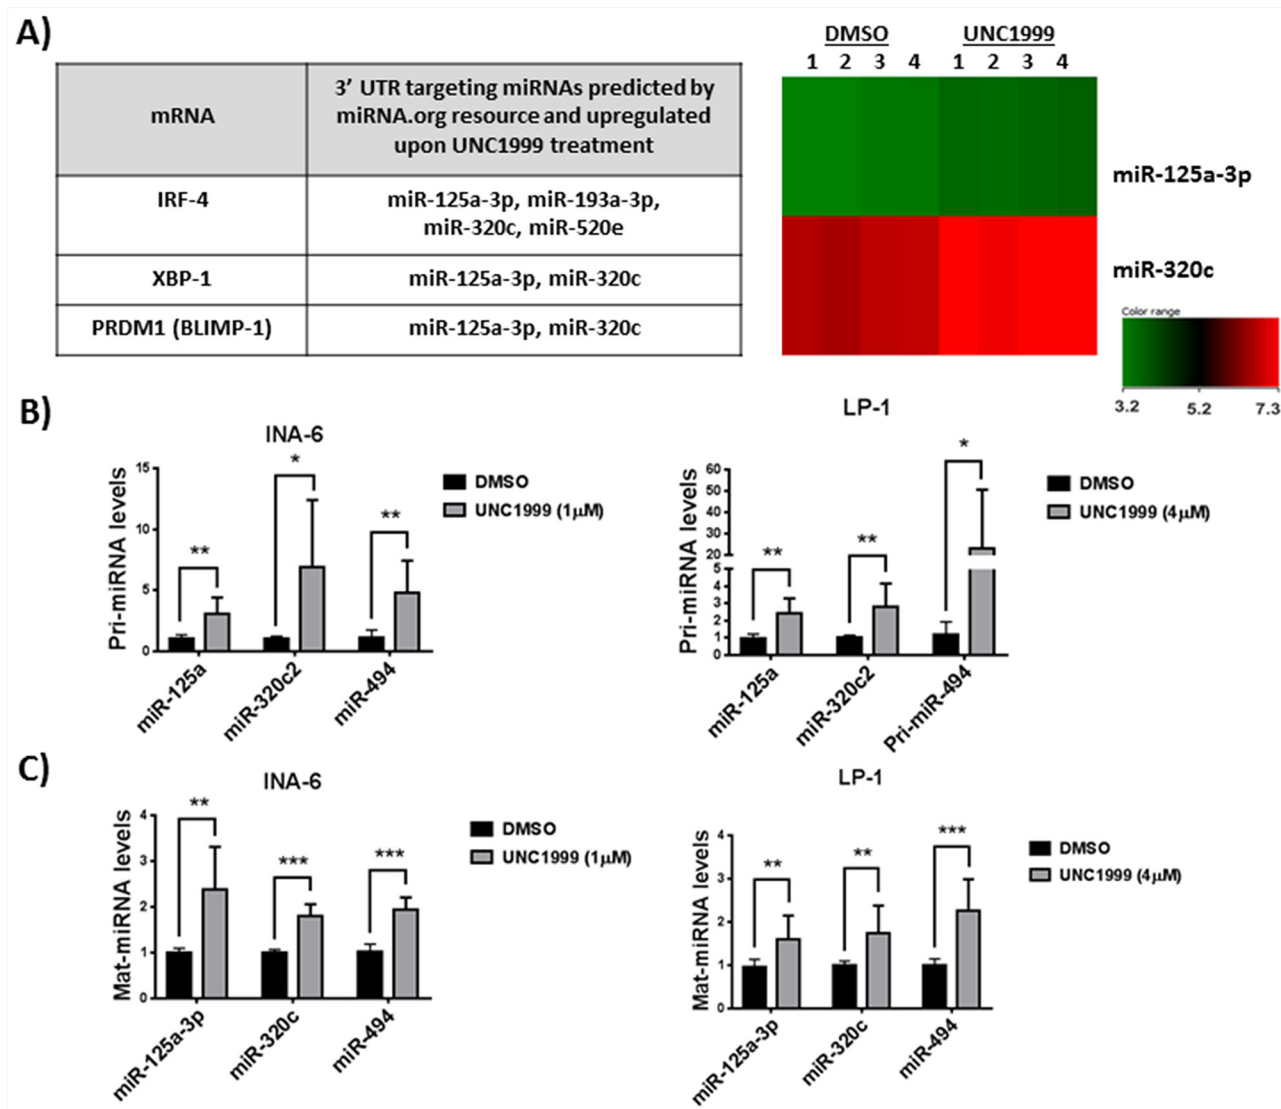 A)
mRNA
3’ UTR targeting miRNAs predicted by
miRNA.org resource and upregulated
upon UNC1999 treatment
IRF-4
miR-125a-3p, miR-193a-3p,
miR-320c, miR-520e
XBP-1
miR-125a-3p, miR-320c
PRDM1 (BLIMP-1)
miR-125a-3p, miR-320c
DMSO UNC1999
1 2 3 4 1 2 3 4
miR-125a-3p
miR-320c
Color range
3.2 5.2 7.3
B)
INA-6
Pri-miRNA levels
15
10
5
0
** * **
DMSO
UNC1999 (1μM)
miR-125a
miR-320c2
miR-494
LP-1
Pri-miRNA levels
60
50
40
30
20
5
4
3
2
1
0
** ** *
DMSO
UNC1999 (4μM)
miR-125a
miR-320c2
Pri-miR-494
C)
INA-6
Mat-miRNA levels
4
3
2
1
0
** *** ***
DMSO
UNC1999 (1μM)
miR-125a-3p
miR-320c
miR-494
LP-1
Mat-miRNA levels
4
3
2
1
0
** ** ***
DMSO
UNC1999 (4μM)
miR-125a-3p
miR-320c
miR-494